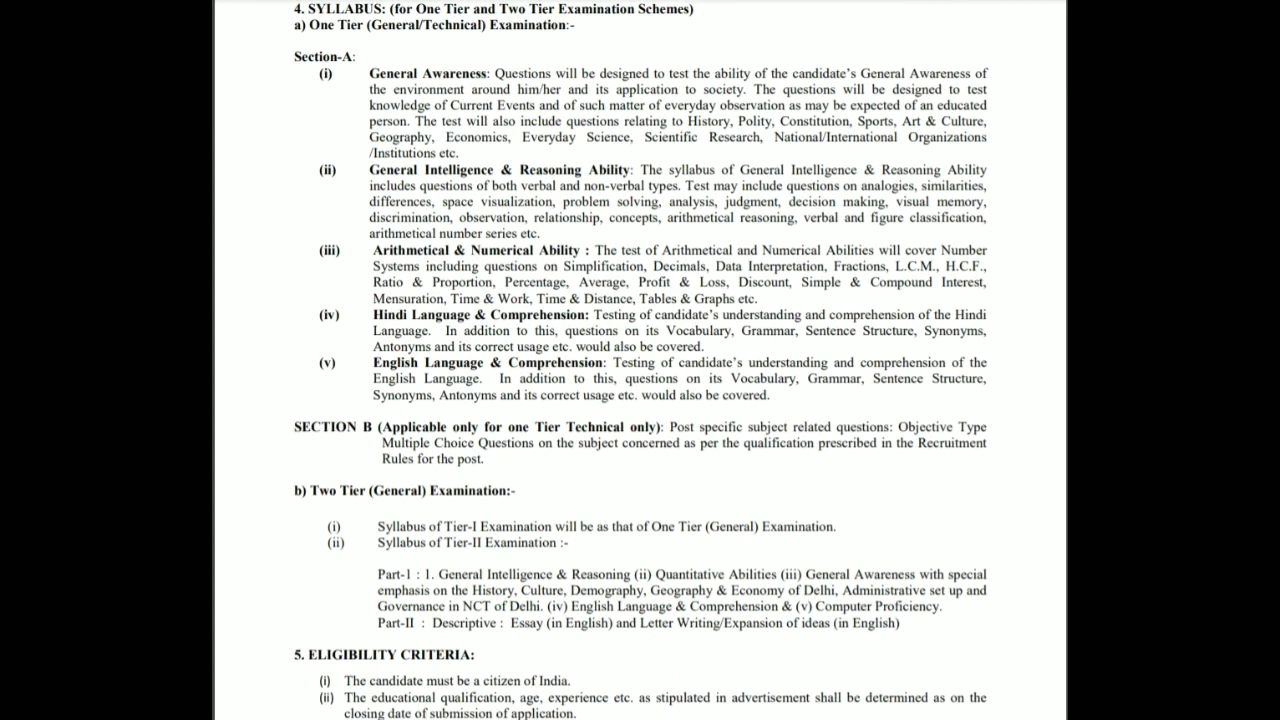 4. SYLLABUS: (for One Tier and Two Tier Examination Schemes)
a) One Tier (General/Technical) Examination:-
Section-A:
(i) General Awareness: Questions will be designed to test the ability of the candidate's General Awareness of
the environment around him/her and its application to society. The questions will be designed to test
knowledge of Current Events and of such matter of everyday observation as may be expected of an educated
person. The test will also include questions relating to History, Polity, Constitution, Sports, Art & Culture,
Geography, Economics, Everyday Science, Scientific Research, National/International Organizations
/Institutions etc.
(ii) General Intelligence & Reasoning Ability: The syllabus of General Intelligence & Reasoning Ability
includes questions of both verbal and non-verbal types. Test may include questions on analogies, similarities,
differences, space visualization, problem solving, analysis, judgment, decision making, visual memory,
discrimination, observation, relationship, concepts, arithmetical reasoning, verbal and figure classification,
arithmetical number series etc.
(iii) Arithmetical & Numerical Ability : The test of Arithmetical and Numerical Abilities will cover Number
Systems including questions on Simplification, Decimals, Data Interpretation, Fractions, L.C.M., H.C.F.,
Ratio & Proportion, Percentage, Average, Profit & Loss, Discount, Simple & Compound Interest,
Mensuration, Time & Work, Time & Distance, Tables & Graphs etc.
(iv) Hindi Language & Comprehension: Testing of candidate's understanding and comprehension of the Hindi
Language. In addition to this, questions on its Vocabulary, Grammar, Sentence Structure, Synonyms,
Antonyms and its correct usage etc. would also be covered.
(v) English Language & Comprehension: Testing of candidate's understanding and comprehension of the
English Language. In addition to this, questions on its Vocabulary, Grammar, Sentence Structure,
Synonyms, Antonyms and its correct usage etc. would also be covered.
SECTION B (Applicable only for one Tier Technical only): Post specific subject related questions: Objective Type
Multiple Choice Questions on the subject concerned as per the qualification prescribed in the Recruitment
Rules for the post.
b) Two Tier (General) Examination:-
(i) Syllabus of Tier-I Examination will be as that of One Tier (General) Examination.
(ii) Syllabus of Tier-II Examination :-
Part-1 : 1. General Intelligence & Reasoning (ii) Quantitative Abilities (iii) General Awareness with special
emphasis on the History, Culture, Demography, Geography & Economy of Delhi, Administrative set up and
Governance in NCT of Delhi. (iv) English Language & Comprehension & (v) Computer Proficiency.
Part-II : Descriptive : Essay (in English) and Letter Writing/Expansion of ideas (in English)
5. ELIGIBILITY CRITERIA:
(i) The candidate must be a citizen of India.
(ii) The educational qualification, age, experience etc. as stipulated in advertisement shall be determined as on the
closing date of submission of application.